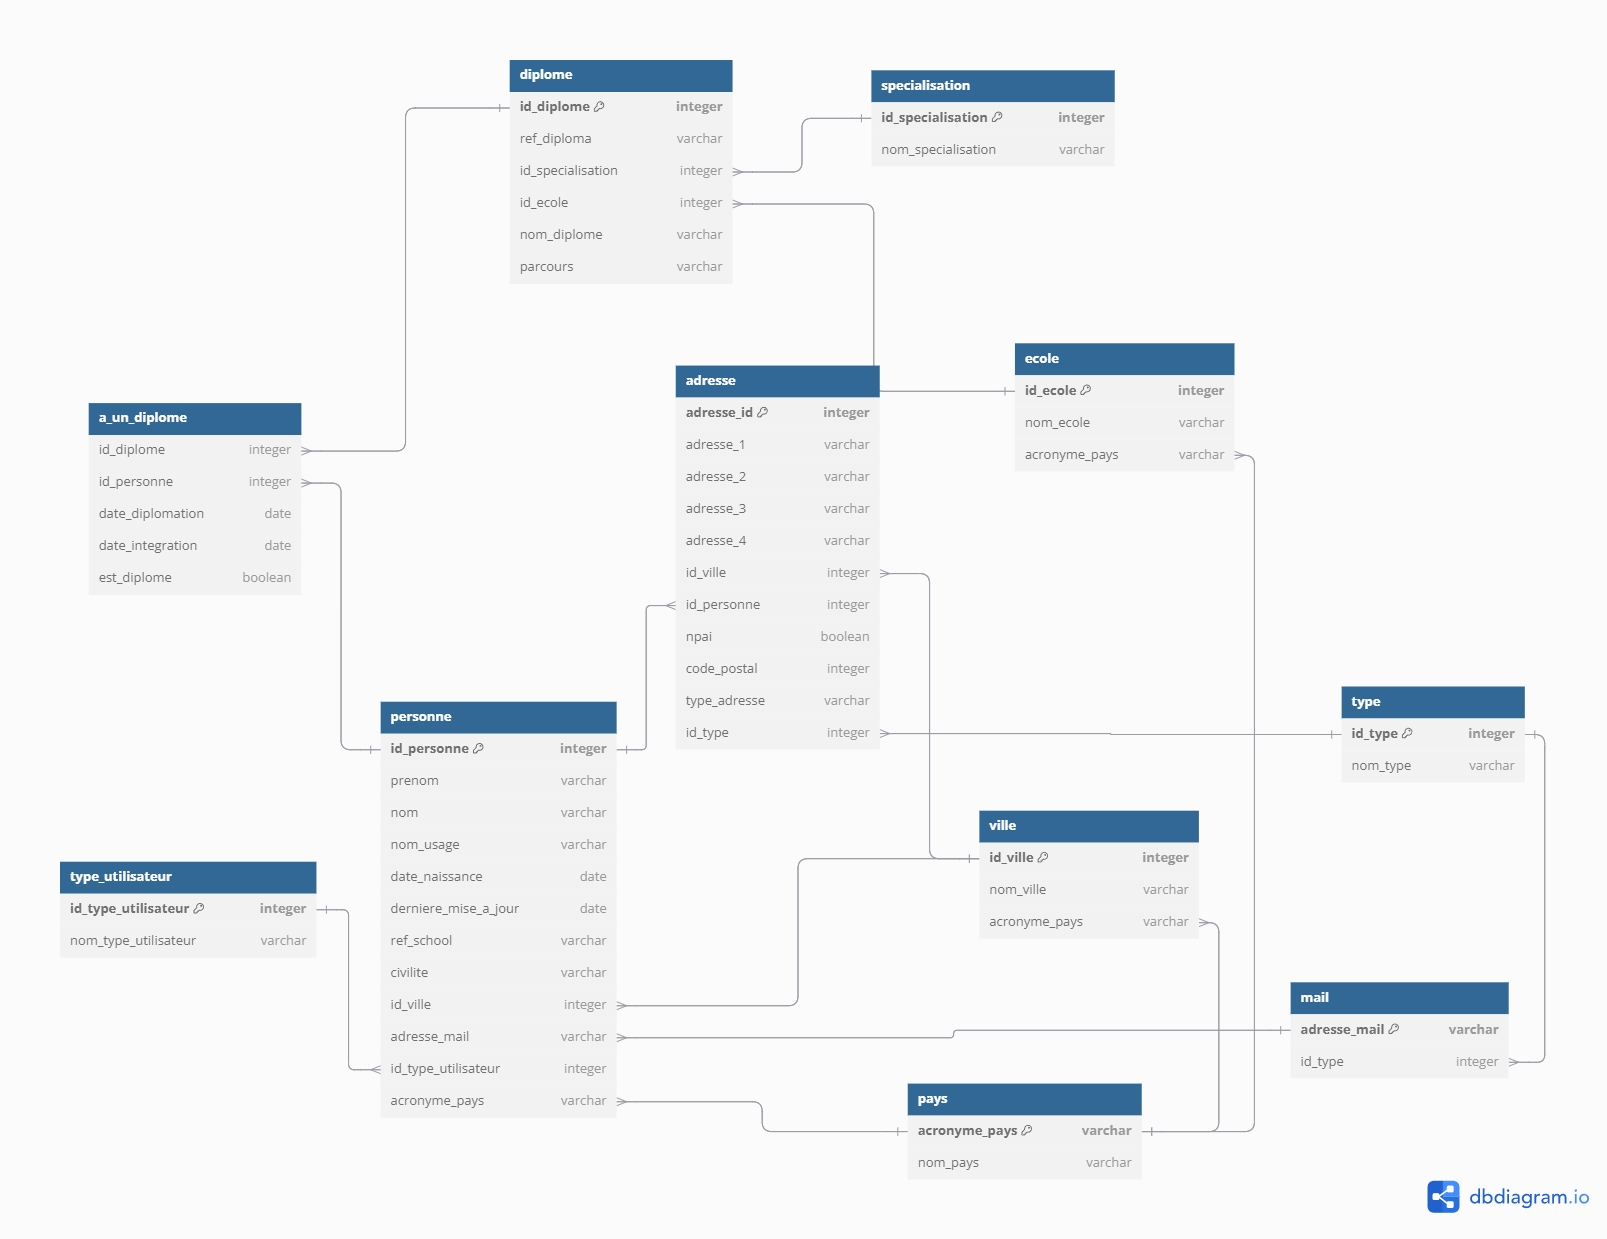 diplome
id_diplome integer
ref_diploma varchar
id_specialisation integer
id_ecole integer
nom_diplome varchar
parcours varchar
specialisation
id_specialisation integer
nom_specialisation varchar
ecole
id_ecole integer
nom_ecole varchar
acronyme_pays varchar
adresse
adresse_id integer
adresse_1 varchar
adresse_2 varchar
adresse_3 varchar
adresse_4 varchar
id_ville integer
id_personne integer
npai boolean
code_postal integer
type_adresse varchar
id_type integer
a_un_diplome
id_diplome integer
id_personne integer
date_diplomation date
date_integration date
est_diplome boolean
personne
id_personne integer
prenom varchar
nom varchar
nom_usage varchar
date_naissance date
derniere_mise_a_jour date
ref_school varchar
civilite varchar
id_ville integer
adresse_mail varchar
id_type_utilisateur integer
acronyme_pays varchar
type
id_type integer
nom_type varchar
ville
id_ville integer
nom_ville varchar
acronyme_pays varchar
type_utilisateur
id_type_utilisateur integer
nom_type_utilisateur varchar
mail
adresse_mail varchar
id_type integer
pays
acronyme_pays varchar
nom_pays varchar
dbdiagram.io